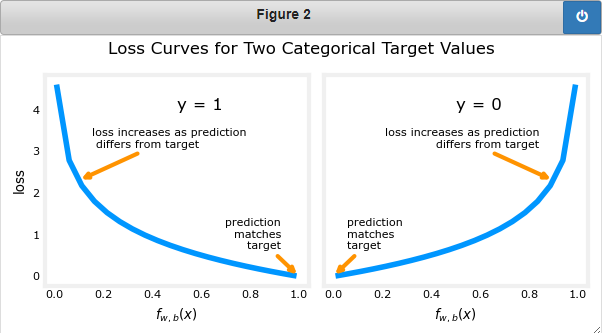 Figure 2
Loss Curves for Two Categorical Target Values
y = 1
loss increases as prediction
differs from target
prediction
matches
target
loss
4
3
2
1
0
0.0 0.2 0.4 0.6 0.8 1.0
f_{w,b}(x)
y = 0
loss increases as prediction
differs from target
prediction
matches
target
0.0 0.2 0.4 0.6 0.8 1.0
f_{w,b}(x)